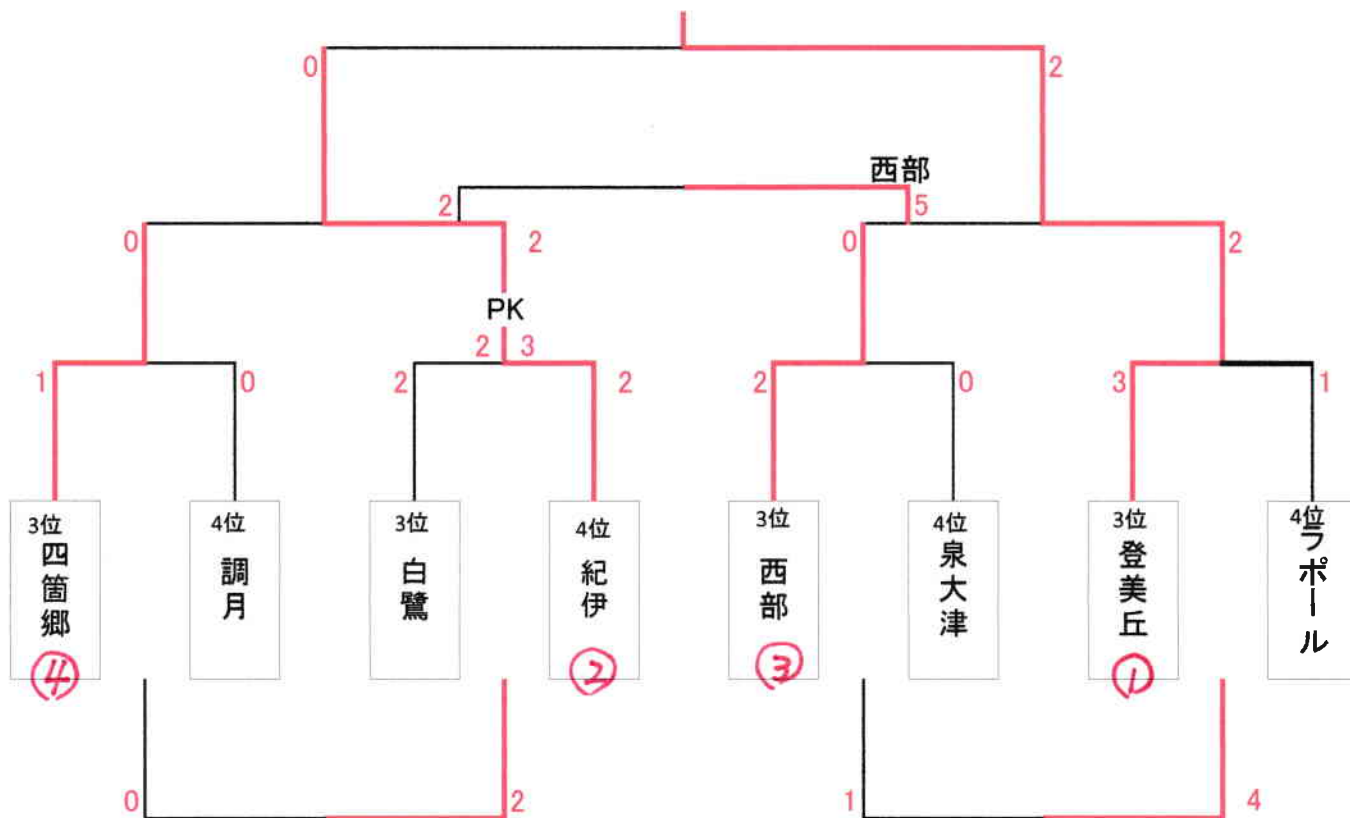 0 2
西部
2 5
0 2 0 2
PK
2 3
1 0 2 2 2 0 3 1
3位 四箇郷 ④
4位 調月
3位 白鷺
4位 紀伊 ②
3位 西部 ③
4位 泉大津
3位 登美丘 ①
4位 ラポール
0 2 1 4